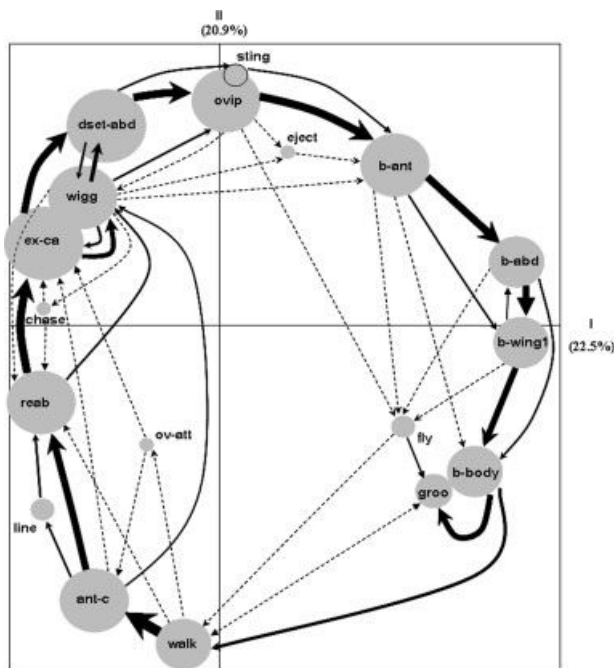 II
(20.9%)
sting
dset-abd
ovip
eject
b-ant
wigg
ex-ca
b-abd
chase
I
b-wing1
(22.5%)
reab
ov-att
fly
b-body
groo
line
ant-c
walk